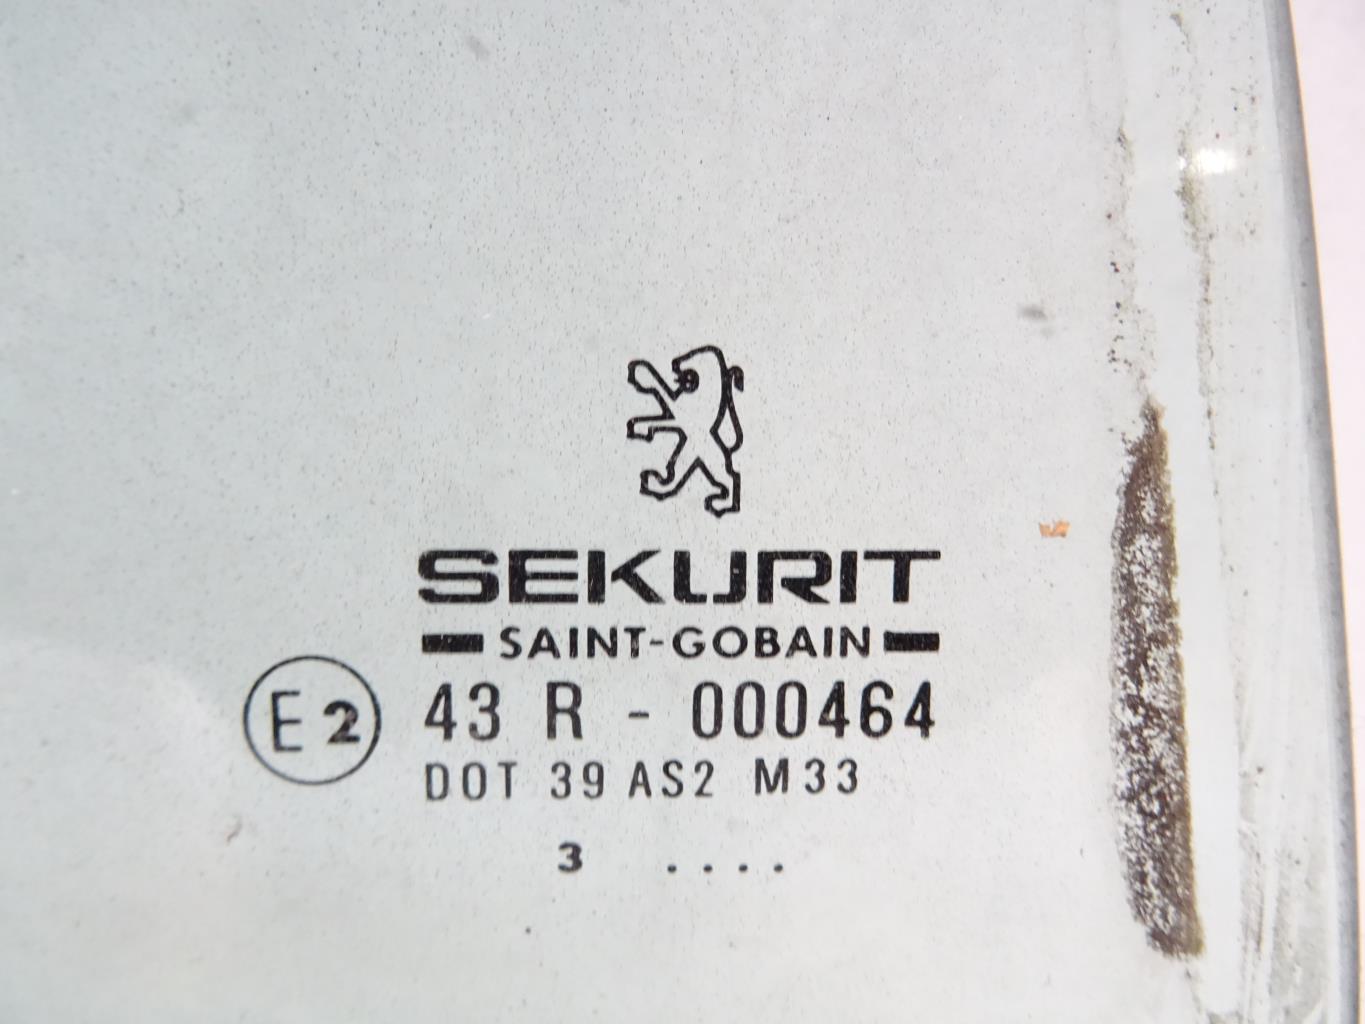 SEKURIT
SAINT-GOBAIN
E2 43 R - 000464
DOT 39 AS2 M33
3 ....